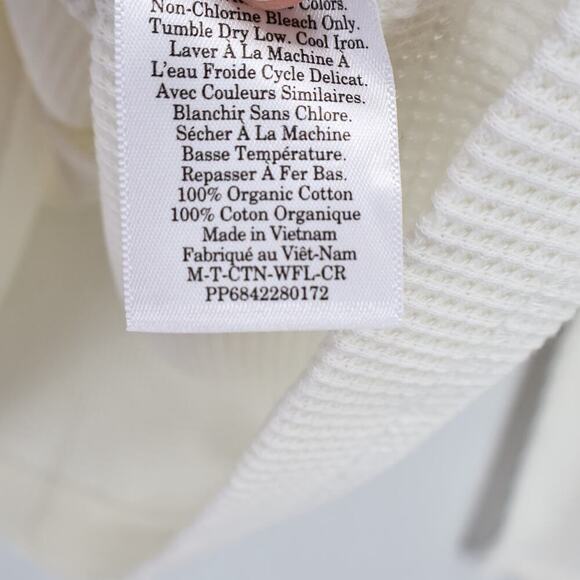 Colors.
Non-Chlorine Bleach Only.
Tumble Dry Low. Cool Iron.
Laver À La Machine À
L'eau Froide Cycle Delicat.
Avec Couleurs Similaires.
Blanchir Sans Chlore.
Sécher À La Machine
Basse Température.
Repasser À Fer Bas.
100% Organic Cotton
100% Coton Organique
Made in Vietnam
Fabriqué au Viêt-Nam
M-T-CTN-WFL-CR
PP6842280172